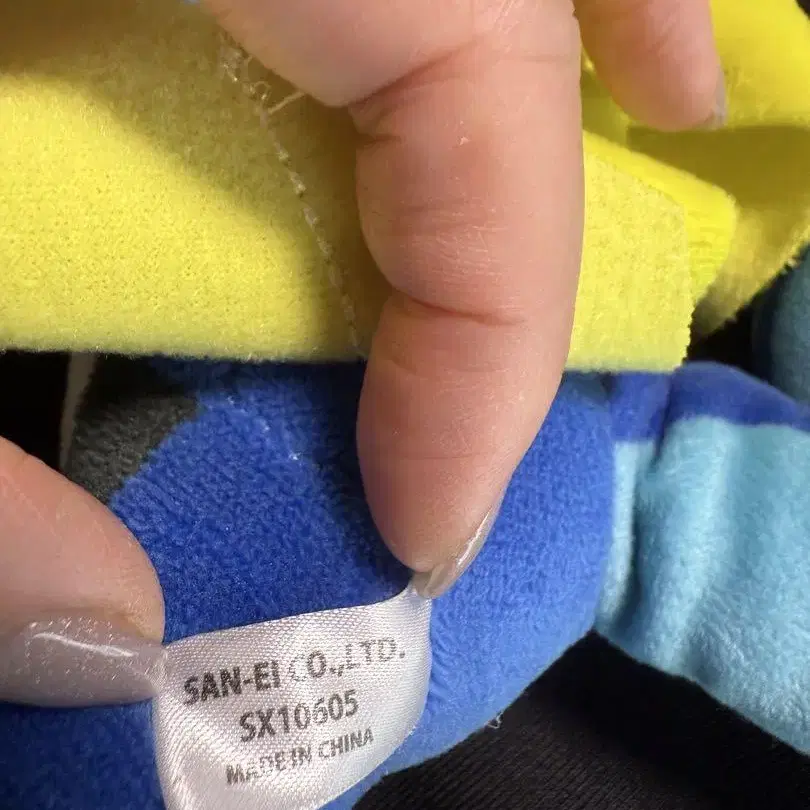 SAN-EI CO.,LTD.
SX10605
MADE IN CHINA